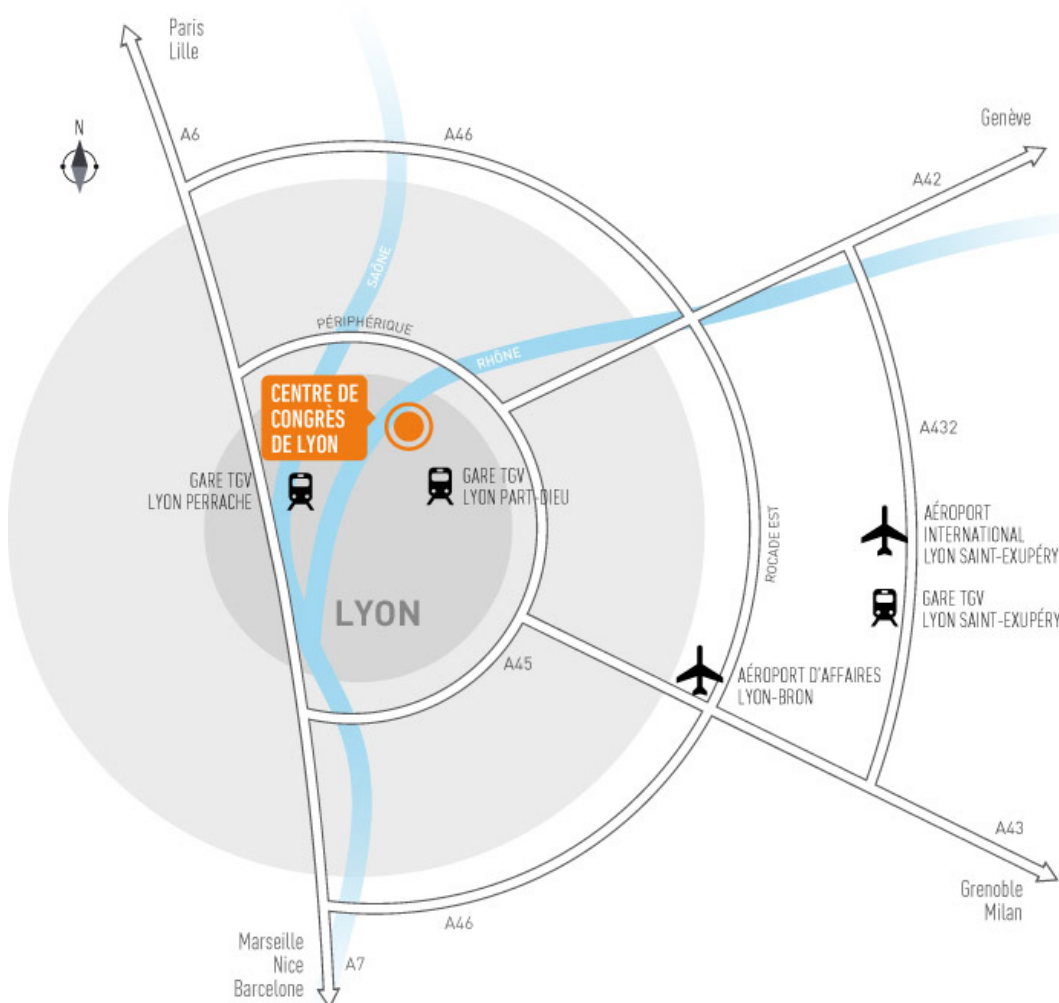 Paris
Lille
N
A6
A46
Genève
A42
SAÔNE
PÉRIPHÉRIQUE
RHÔNE
CENTRE DE
CONGRÈS
DE LYON
A432
GARE TGV
LYON PERRACHE
GARE TGV
LYON PART-DIEU
ROCADE EST
AÉROPORT
INTERNATIONAL
LYON SAINT-EXUPÉRY
GARE TGV
LYON SAINT-EXUPÉRY
LYON
A45
AÉROPORT D'AFFAIRES
LYON-BRON
A43
Grenoble
Milan
A46
Marseille
Nice
Barcelone
A7